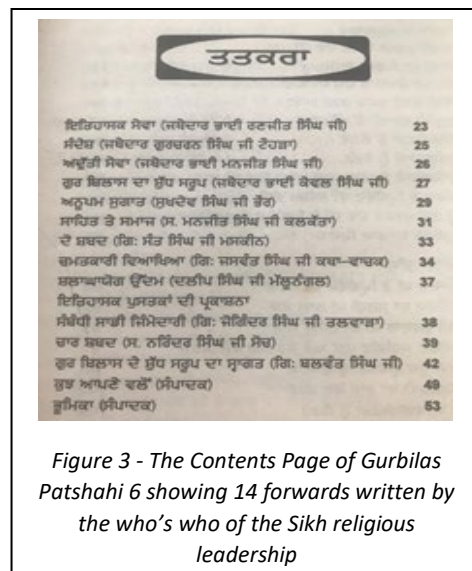 ਤਤਕਰਾ
ਇਤਿਹਾਸਕ ਸੇਵਾ (ਜਥੇਦਾਰ ਭਾਈ ਰਣਜੀਤ ਸਿੰਘ ਜੀ) 23
ਸੰਦੇਸ਼ (ਜਥੇਦਾਰ ਗੁਰਚਰਨ ਸਿੰਘ ਜੀ ਟੌਹੜਾ) 25
ਅਦੁੱਤੀ ਸੇਵਾ (ਜਥੇਦਾਰ ਭਾਈ ਮਨਜੀਤ ਸਿੰਘ ਜੀ) 26
ਗੁਰ ਬਿਲਾਸ ਦਾ ਸ਼ੁੱਧ ਸਰੂਪ (ਜਥੇਦਾਰ ਭਾਈ ਕੇਵਲ ਸਿੰਘ ਜੀ) 27
ਅਨੂਪਮ ਸੁਗਾਤ (ਸੁਖਦੇਵ ਸਿੰਘ ਜੀ ਭੌਰ) 29
ਸਾਹਿਤ ਤੇ ਸਮਾਜ (ਸ. ਮਨਜੀਤ ਸਿੰਘ ਜੀ ਕਲਕੱਤਾ) 31
ਦੋ ਸ਼ਬਦ (ਗਿ: ਸੰਤ ਸਿੰਘ ਜੀ ਮਸਕੀਨ) 33
ਚਮਤਕਾਰੀ ਵਿਆਖਿਆ (ਗਿ: ਜਸਵੰਤ ਸਿੰਘ ਜੀ ਕਥਾ-ਵਾਚਕ) 34
ਸ਼ਲਾਘਾਯੋਗ ਉੱਦਮ (ਦਲੀਪ ਸਿੰਘ ਜੀ ਮੱਲੂਨੰਗਲ) 37
ਇਤਿਹਾਸਕ ਪੁਸਤਕਾਂ ਦੀ ਪ੍ਰਕਾਸ਼ਨਾ
ਸੰਬੰਧੀ ਸਾਡੀ ਜਿੰਮੇਦਾਰੀ (ਗਿ: ਜੋਗਿੰਦਰ ਸਿੰਘ ਜੀ ਤਲਵਾੜਾ) 38
ਚਾਰ ਸ਼ਬਦ (ਸ. ਨਰਿੰਦਰ ਸਿੰਘ ਜੀ ਸੋਚ) 39
ਗੁਰ ਬਿਲਾਸ ਦੇ ਸ਼ੁੱਧ ਸਰੂਪ ਦਾ ਸ੍ਵਾਗਤ (ਗਿ: ਬਲਵੰਤ ਸਿੰਘ ਜੀ) 42
ਕੁਝ ਆਪਣੇ ਵਲੋਂ (ਸੰਪਾਦਕ) 49
ਭੂਮਿਕਾ (ਸੰਪਾਦਕ) 53
Figure 3 - The Contents Page of Gurbilas
Patshahi 6 showing 14 forwards written by
the who's who of the Sikh religious
leadership